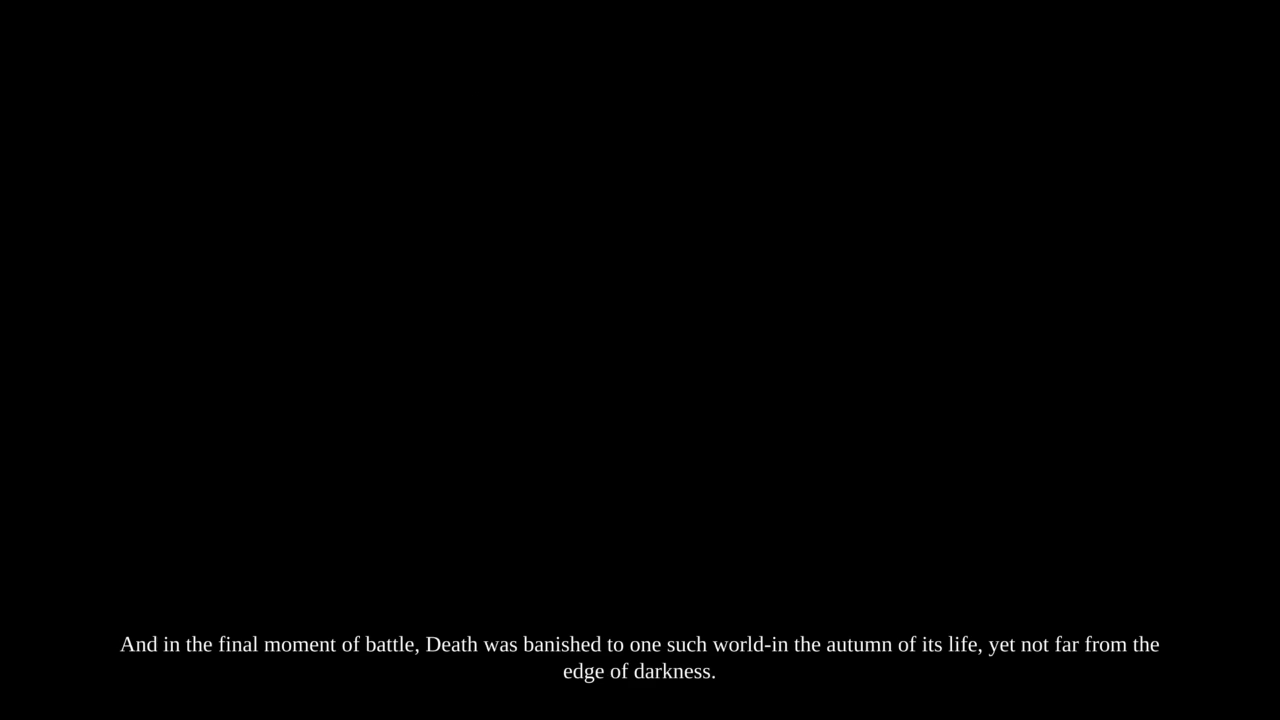 And in the final moment of battle, Death was banished to one such world-in the autumn of its life, yet not far from the
edge of darkness.